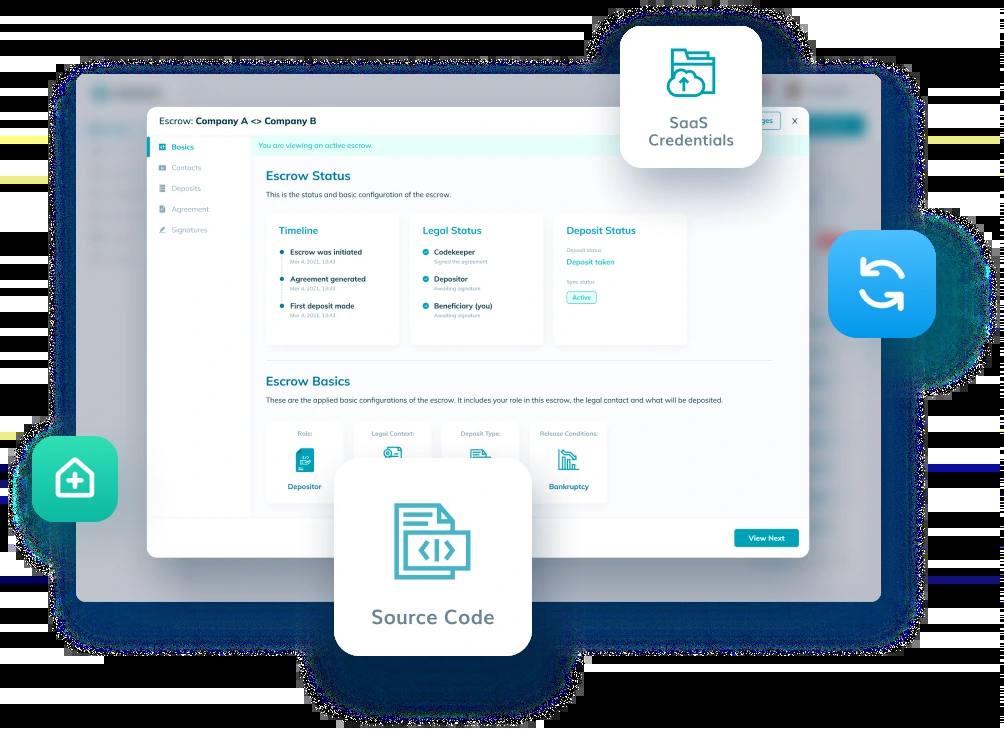 SaaS
Credentials
Escrow: Company A <> Company B
ges
X
Basics
Contacts
Deposits
Agreement
Signatures
You are viewing an active escrow.
Escrow Status
This is the status and basic configuration of the escrow.
Timeline
Escrow was initiated
Mar 4, 2021, 13:43
Agreement generated
Mar 4, 2021, 13:43
First deposit made
Mar 4, 2021, 13:43
Legal Status
Codekeeper
Signed the agreement
Depositor
Awaiting signature
Beneficiary (you)
Awaiting signature
Deposit Status
Deposit status
Deposit taken
Sync status
Active
Escrow Basics
These are the applied basic configurations of the escrow. It includes your role in this escrow, the legal contact and what will be deposited.
Role:
Depositor
Legal Context:
Deposit Type:
Release Conditions:
Bankruptcy
View Next
Source Code